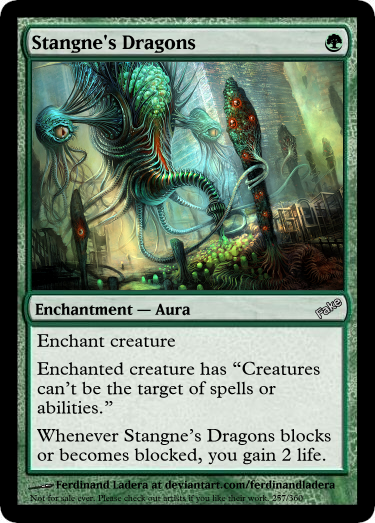 Stangne's Dragons
Enchantment — Aura
Fake
Enchant creature
Enchanted creature has “Creatures
can't be the target of spells or
abilities.”
Whenever Stangne's Dragons blocks
or becomes blocked, you gain 2 life.
Ferdinand Ladera at deviantart.com/ferdinandladera
Not for sale ever. Please check our artists if you like their work. 257/360